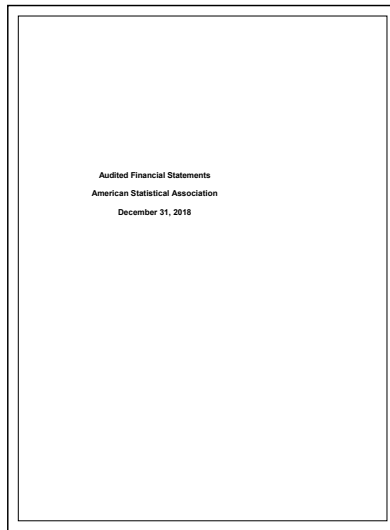 Audited Financial Statements
American Statistical Association
December 31, 2018